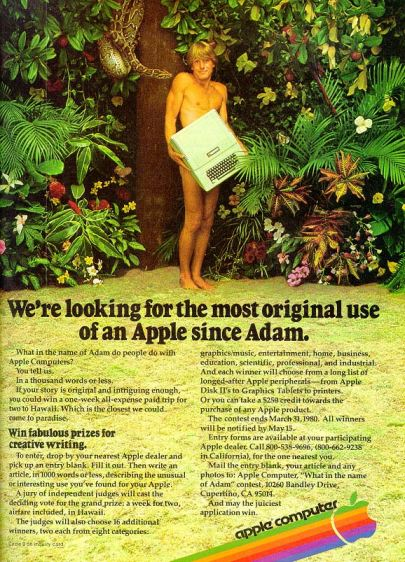 We're looking for the most original use
of an Apple since Adam.
What in the name of Adam do people do with
Apple Computers?
You tell us.
In a thousand words or less.
If your story is original and intriguing enough,
you could win a one-week all-expense paid trip for
two to Hawaii. Which is the closest we could
come to paradise.
Win fabulous prizes for
creative writing.
To enter, drop by your nearest Apple dealer and
pick up an entry blank. Fill it out. Then write an
article, in 1000 words or less, describing the unusual
or interesting use you've found for your Apple.
A jury of independent judges will cast the
deciding vote for the grand prize: a week for two,
airfare included, in Hawaii.
The judges will also choose 16 additional
winners, two each from eight categories:
Circle 8 on inquiry card.
graphics/music, entertainment, home, business,
education, scientific, professional, and industrial.
And each winner will choose from a long list of
longed-after Apple peripherals—from Apple
Disk II's to Graphics Tablets to printers.
Or you can take a $250 credit towards the
purchase of any Apple product.
The contest ends March 31, 1980. All winners
will be notified by May 15.
Entry forms are available at your participating
Apple dealer. Call 800-538-9696, (800-662-9238
in California), for the one nearest you.
Mail the entry blank, your article and any
photos to: Apple Computer, "What in the name
of Adam" contest, 10260 Bandley Drive,
Cupertino, CA 95014.
And may the juiciest
application win.
apple computer